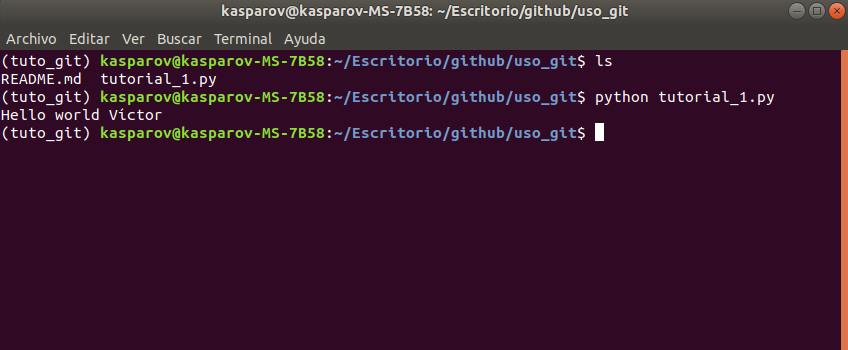 kasparov@kasparov-MS-7B58: ~/Escritorio/github/uso_git
Archivo Editar Ver Buscar Terminal Ayuda
(tuto_git) kasparov@kasparov-MS-7B58:~/Escritorio/github/uso_git$ ls
README.md  tutorial_1.py
(tuto_git) kasparov@kasparov-MS-7B58:~/Escritorio/github/uso_git$ python tutorial_1.py
Hello world Víctor
(tuto_git) kasparov@kasparov-MS-7B58:~/Escritorio/github/uso_git$